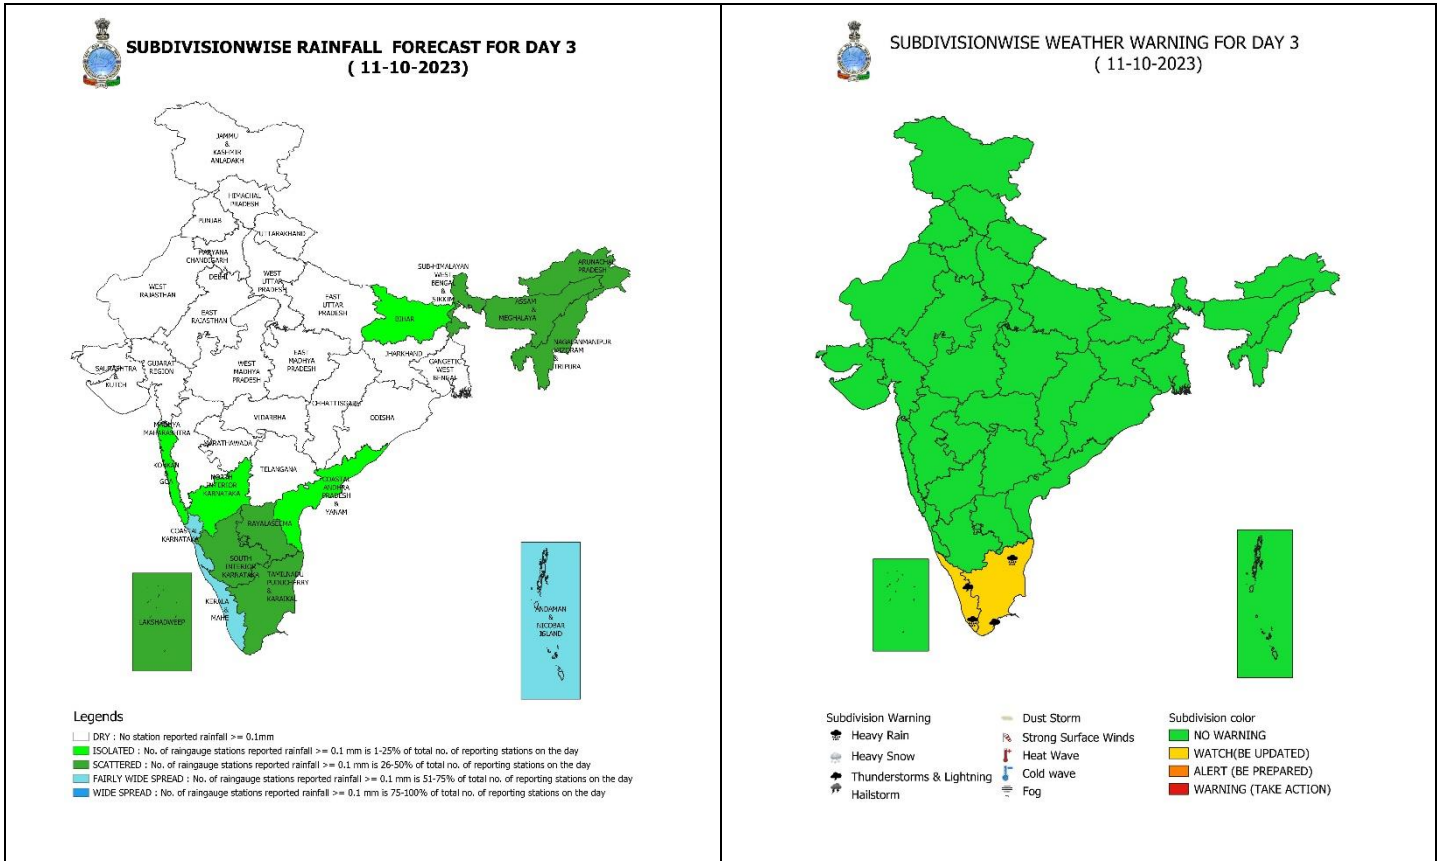 SUBDIVISIONWISE RAINFALL FORECAST FOR DAY 3
( 11-10-2023)
JAMMU
&
KASHMIR
ANLADAKH
HIMACHAL
PRADESH
PUNJAB
UTTARAKHAND
HARYANA
CHANDIGARH
DELHI
WEST
UTTAR
PRADESH
WEST
RAJASTHAN
EAST
RAJASTHAN
EAST
UTTAR
PRADESH
SUB-HIMALAYAN
WEST
BENGAL
&
SIKKIM
ARUNACHAL
PRADESH
ASSAM
&
MEGHALAYA
NAGALANMANIPUR
MIZORAM
&
TRIPURA
BIHAR
JHARKHAND
GANGETIC
WEST
BENGAL
SAURASHTRA
&
KUTCH
GUJARAT
REGION
WEST
MADHYA
PRADESH
EAST
MADHYA
PRADESH
CHHATTISGARH
ODISHA
VIDARBHA
MADHYA
MAHARASHTRA
MARATHAWADA
TELANGANA
KONKAN
&
GOA
NORTH
INTERIOR
KARNATAKA
COASTAL
ANDHRA
PRADESH
&
YANAM
RAYALASEEMA
COASTAL
KARNATAKA
SOUTH
INTERIOR
KARNATAKA
TAMILNADU
PUDUCHERRY
&
KARAIKAL
KERALA
&
MAHE
LAKSHADWEEP
ANDAMAN
&
NICOBAR
ISLAND
Legends
DRY : No station reported rainfall >= 0.1mm
ISOLATED : No. of raingauge stations reported rainfall >= 0.1 mm is 1-25% of total no. of reporting stations on the day
SCATTERED : No. of raingauge stations reported rainfall >= 0.1 mm is 26-50% of total no. of reporting stations on the day
FAIRLY WIDE SPREAD : No. of raingauge stations reported rainfall >= 0.1 mm is 51-75% of total no. of reporting stations on the day
WIDE SPREAD : No. of raingauge stations reported rainfall >= 0.1 mm is 75-100% of total no. of reporting stations on the day
SUBDIVISIONWISE WEATHER WARNING FOR DAY 3
( 11-10-2023)
Subdivision Warning
Heavy Rain
Heavy Snow
Thunderstorms & Lightning
Hailstorm
Dust Storm
Strong Surface Winds
Heat Wave
Cold wave
Fog
Subdivision color
NO WARNING
WATCH(BE UPDATED)
ALERT (BE PREPARED)
WARNING (TAKE ACTION)